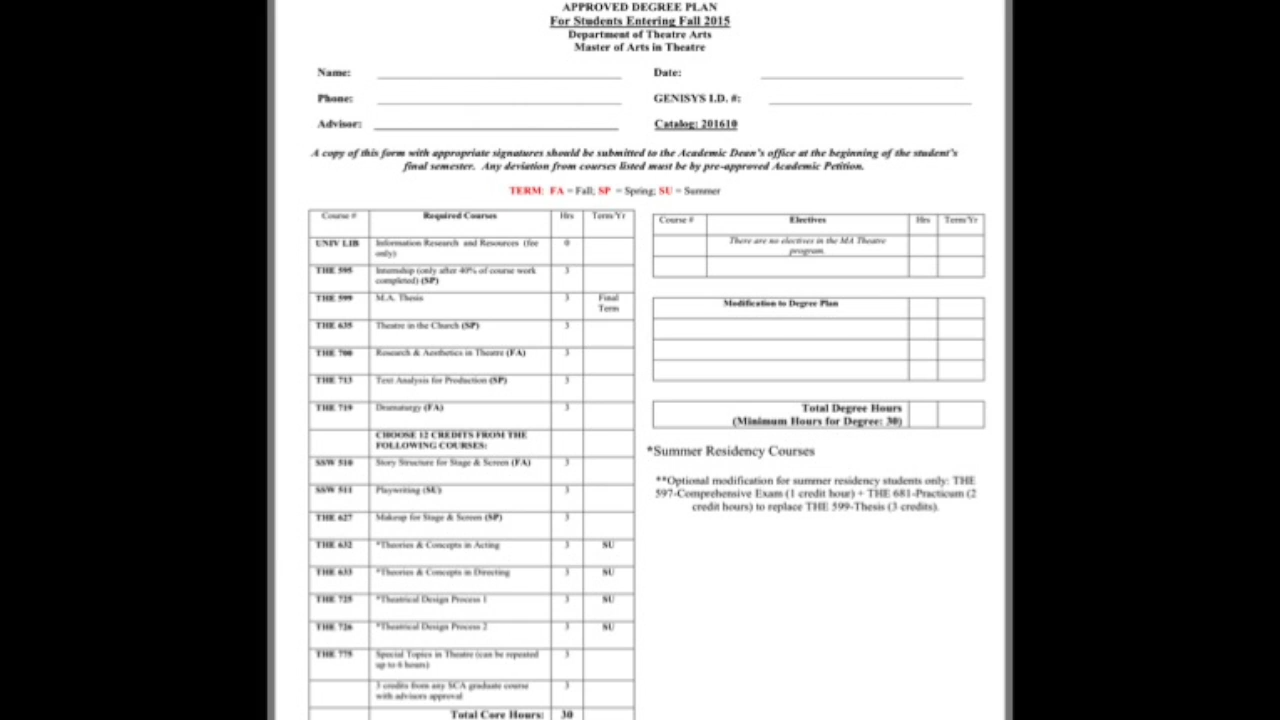 APPROVED DEGREE PLAN
For Students Entering Fall 2015
Department of Theatre Arts
Master of Arts in Theatre
Name: Date:
Phone: GENISYS I.D. #:
Advisor: Catalog: 201610
A copy of this form with appropriate signatures should be submitted to the Academic Dean's office at the beginning of the student's
final semester. Any deviation from courses listed must be by pre-approved Academic Petition.
TERM: FA = Fall; SP = Spring; SU = Summer
Course # Required Courses Hrs Term/Yr
UNIV LIB Information Research and Resources (fee 0
only)
THE 595 Internship (only after 40% of course work 3
completed) (SP)
THE 599 M.A. Thesis 3 Final
Term
THE 635 Theatre in the Church (SP) 3
THE 700 Research & Aesthetics in Theatre (FA) 3
THE 713 Text Analysis for Production (SP) 3
THE 719 Dramaturgy (FA) 3
CHOOSE 12 CREDITS FROM THE
FOLLOWING COURSES:
SSW 510 Story Structure for Stage & Screen (FA) 3
SSW 511 Playwriting (SU) 3
THE 627 Makeup for Stage & Screen (SP) 3
THE 632 *Theories & Concepts in Acting 3 SU
THE 633 *Theories & Concepts in Directing 3 SU
THE 725 *Theatrical Design Process 1 3 SU
THE 726 *Theatrical Design Process 2 3 SU
THE 775 Special Topics in Theatre (can be repeated 3
up to 6 hours)
3 credits from any SCA graduate course 3
with advisors approval
Total Core Hours: 30
Course # Electives Hrs Term/Yr
There are no electives in the MA Theatre
program.
Modification to Degree Plan
Total Degree Hours
(Minimum Hours for Degree: 30)
*Summer Residency Courses
**Optional modification for summer residency students only: THE
597-Comprehensive Exam (1 credit hour) + THE 681-Practicum (2
credit hours) to replace THE 599-Thesis (3 credits).